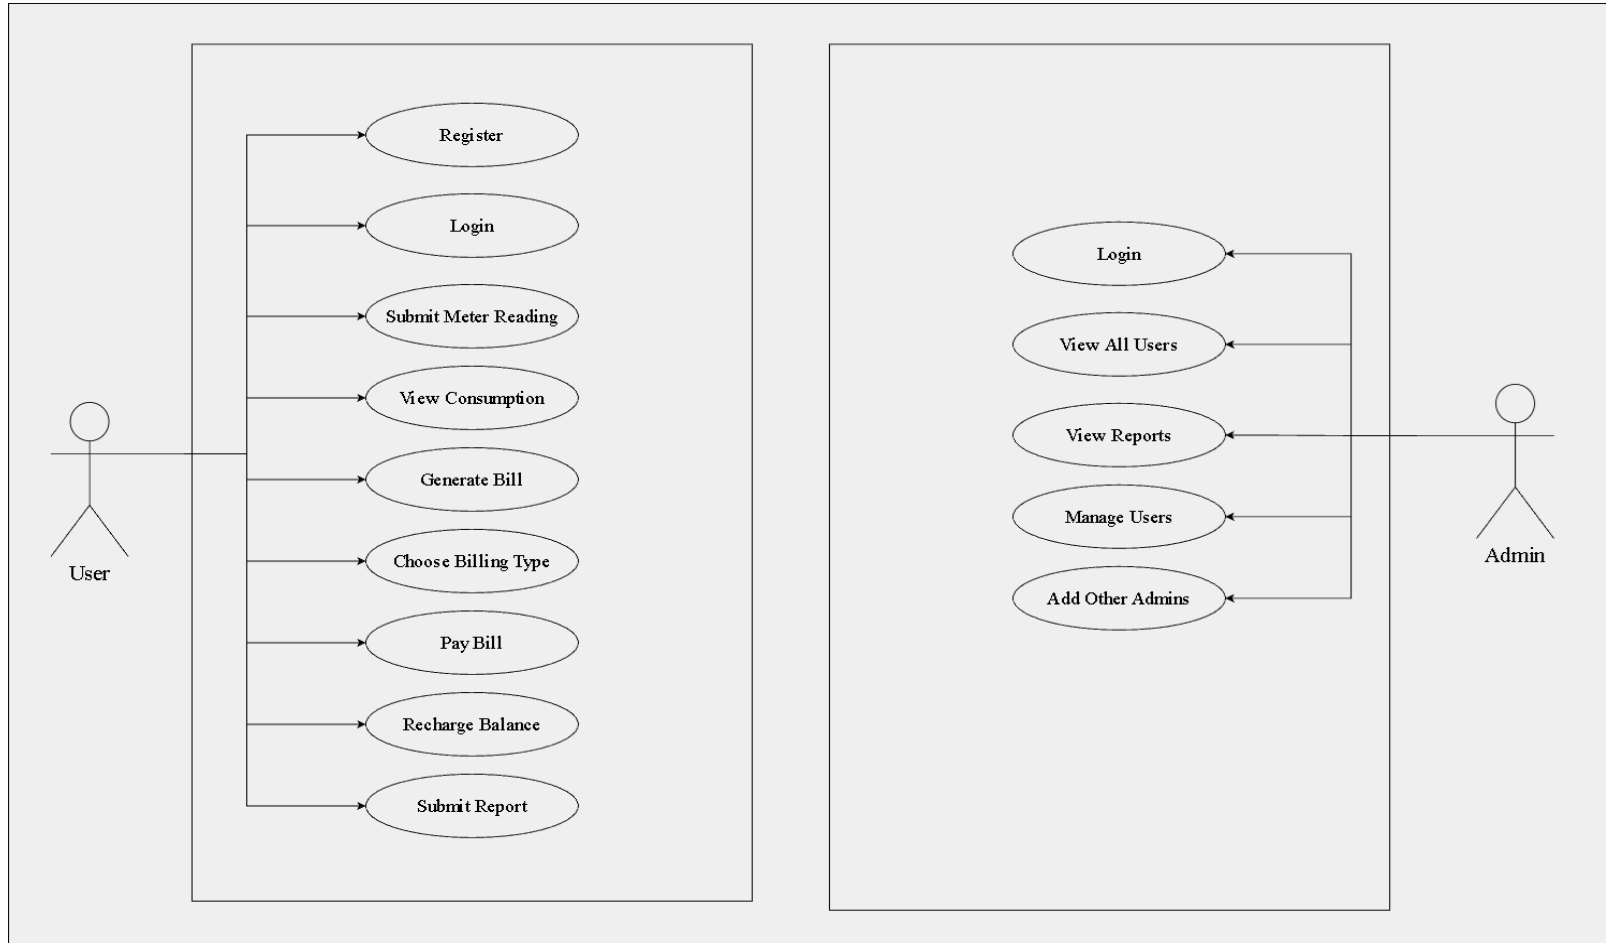 Register
Login
Submit Meter Reading
View Consumption
Generate Bill
Choose Billing Type
Pay Bill
Recharge Balance
Submit Report
User
Login
View All Users
View Reports
Manage Users
Add Other Admins
Admin